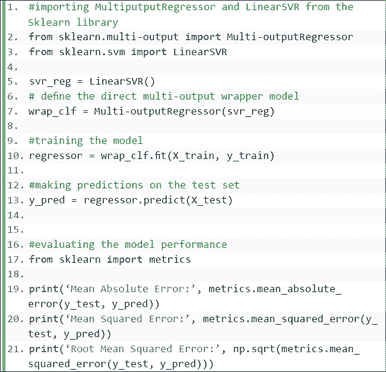 1. #importing MultiputputRegressor and LinearSVR from the
Sklearn library
2. from sklearn.multi-output import Multi-outputRegressor
3. from sklearn.svm import LinearSVR
4.
5. svr_reg = LinearSVR()
6. # define the direct multi-output wrapper model
7. wrap_clf = Multi-outputRegressor(svr_reg)
8.
9. #training the model
10. regressor = wrap_clf.fit(X_train, y_train)
11.
12. #making predictions on the test set
13. y_pred = regressor.predict(X_test)
14.
15.
16. #evaluating the model performance
17. from sklearn import metrics
18.
19. print(‘Mean Absolute Error:’, metrics.mean_absolute_
error(y_test, y_pred))
20. print(‘Mean Squared Error:’, metrics.mean_squared_error(y_
test, y_pred))
21. print(‘Root Mean Squared Error:’, np.sqrt(metrics.mean_
squared_error(y_test, y_pred)))